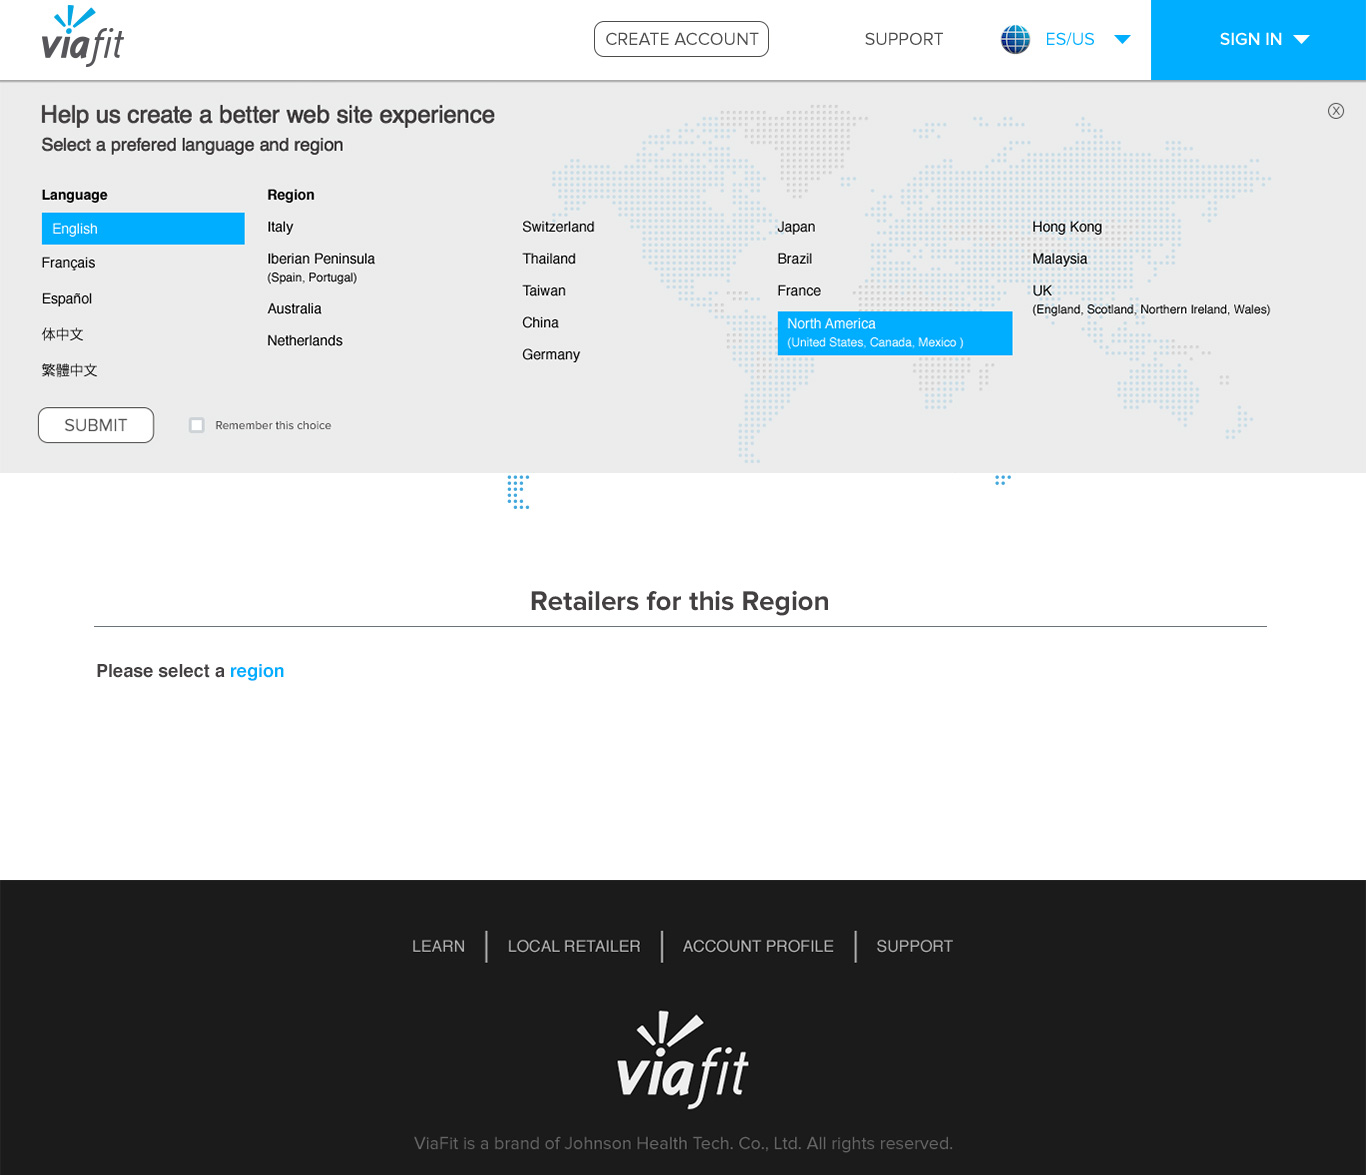 viafit
CREATE ACCOUNT
SUPPORT
ES/US
SIGN IN
Help us create a better web site experience
Select a prefered language and region
X
Language
English
Français
Español
体中文
繁體中文
Region
Italy
Iberian Peninsula
(Spain, Portugal)
Australia
Netherlands
Switzerland
Thailand
Taiwan
China
Germany
Japan
Brazil
France
North America
(United States, Canada, Mexico )
Hong Kong
Malaysia
UK
(England, Scotland, Northern Ireland, Wales)
SUBMIT
Remember this choice
Retailers for this Region
Please select a region
LEARN
LOCAL RETAILER
ACCOUNT PROFILE
SUPPORT
viafit
ViaFit is a brand of Johnson Health Tech. Co., Ltd. All rights reserved.